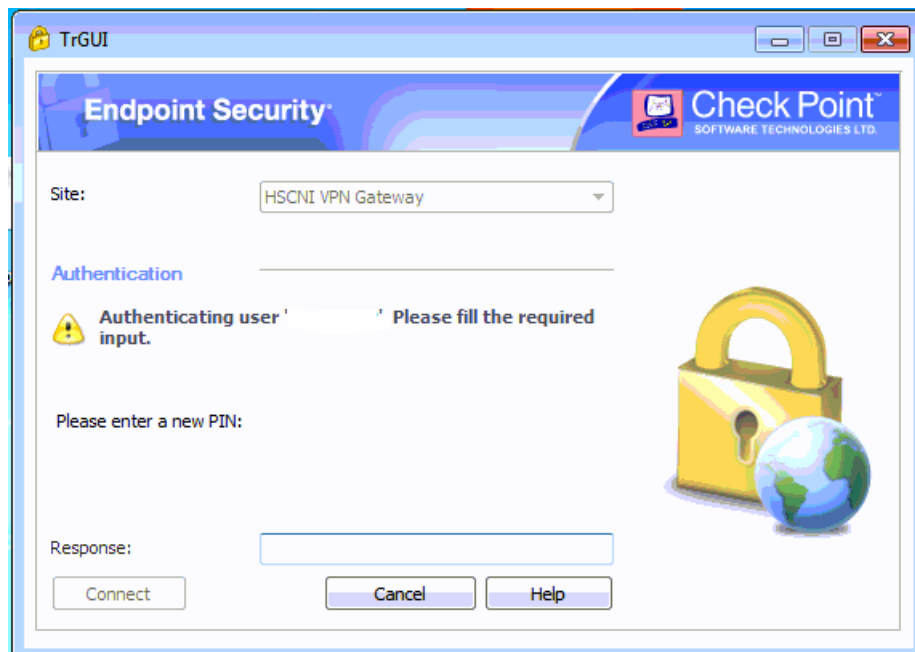 TrGUI
Endpoint Security
Check Point™
SOFTWARE TECHNOLOGIES LTD.
Site:
HSCNI VPN Gateway
Authentication
Authenticating user ' ' Please fill the required
input.
Please enter a new PIN:
Response:
Connect
Cancel
Help